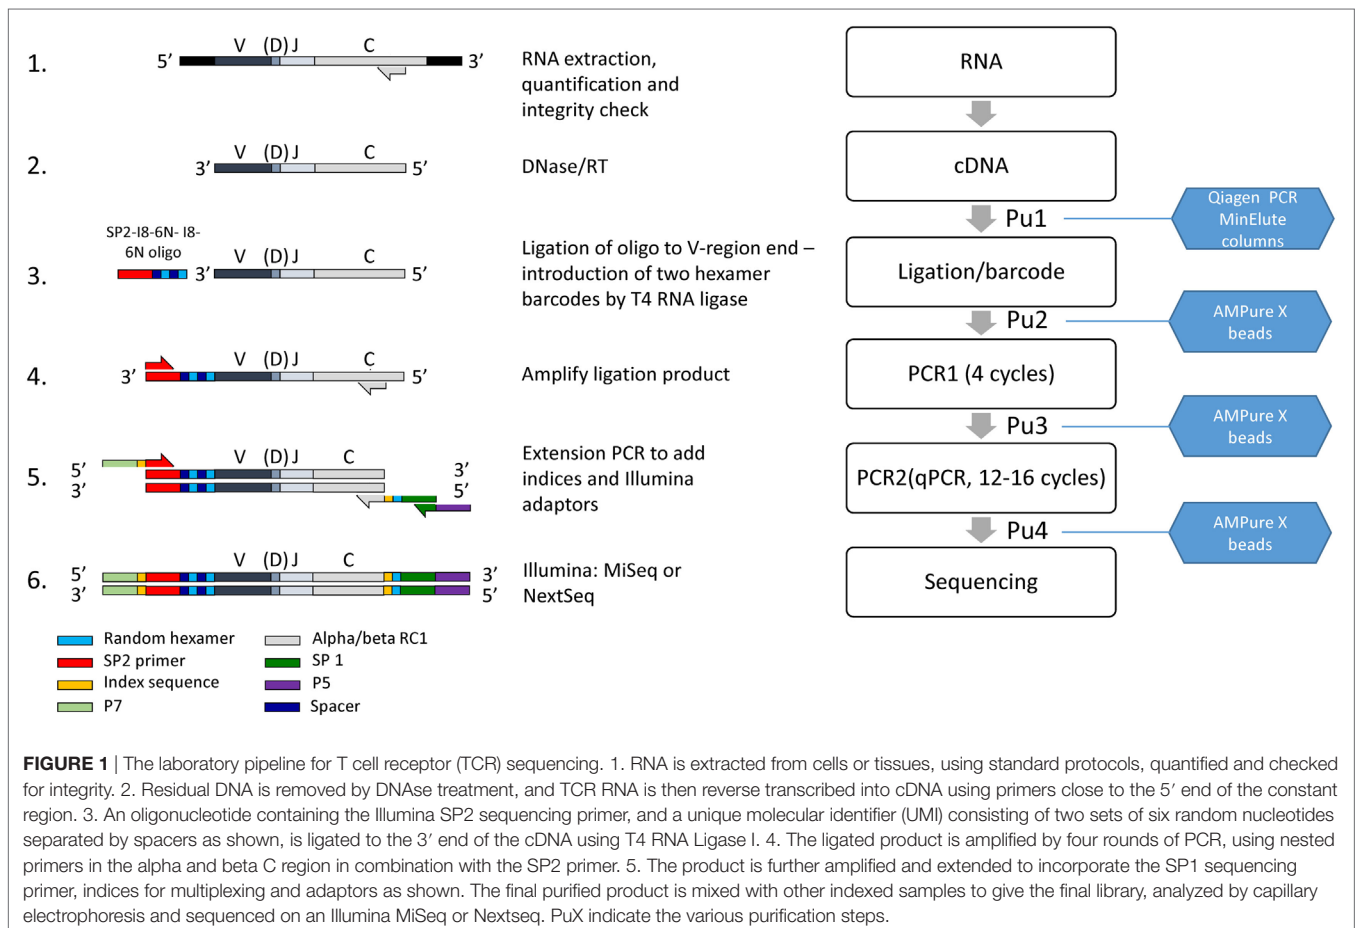 V (D) J C
1. 5′ 3′
RNA extraction,
quantification and
integrity check
RNA
V (D) J C
2. 3′ 5′
DNase/RT
cDNA
Pu1
Qiagen PCR
MinElute
columns
SP2-I8-6N- I8-
6N oligo
V (D) J C
3. 3′ 5′
Ligation of oligo to V-region end –
introduction of two hexamer
barcodes by T4 RNA ligase
Ligation/barcode
Pu2
AMPure X
beads
V (D) J C
4. 3′ 5′
Amplify ligation product
PCR1 (4 cycles)
Pu3
AMPure X
beads
V (D) J C
5. 5′ 3′
3′ 5′
Extension PCR to add
indices and Illumina
adaptors
PCR2(qPCR, 12-16 cycles)
Pu4
AMPure X
beads
V (D) J C
6. 5′ 3′
3′ 5′
Illumina: MiSeq or
NextSeq
Sequencing
Random hexamer
SP2 primer
Index sequence
P7
Alpha/beta RC1
SP 1
P5
Spacer
FIGURE 1 | The laboratory pipeline for T cell receptor (TCR) sequencing. 1. RNA is extracted from cells or tissues, using standard protocols, quantified and checked
for integrity. 2. Residual DNA is removed by DNAse treatment, and TCR RNA is then reverse transcribed into cDNA using primers close to the 5′ end of the constant
region. 3. An oligonucleotide containing the Illumina SP2 sequencing primer, and a unique molecular identifier (UMI) consisting of two sets of six random nucleotides
separated by spacers as shown, is ligated to the 3′ end of the cDNA using T4 RNA Ligase I. 4. The ligated product is amplified by four rounds of PCR, using nested
primers in the alpha and beta C region in combination with the SP2 primer. 5. The product is further amplified and extended to incorporate the SP1 sequencing
primer, indices for multiplexing and adaptors as shown. The final purified product is mixed with other indexed samples to give the final library, analyzed by capillary
electrophoresis and sequenced on an Illumina MiSeq or Nextseq. PuX indicate the various purification steps.